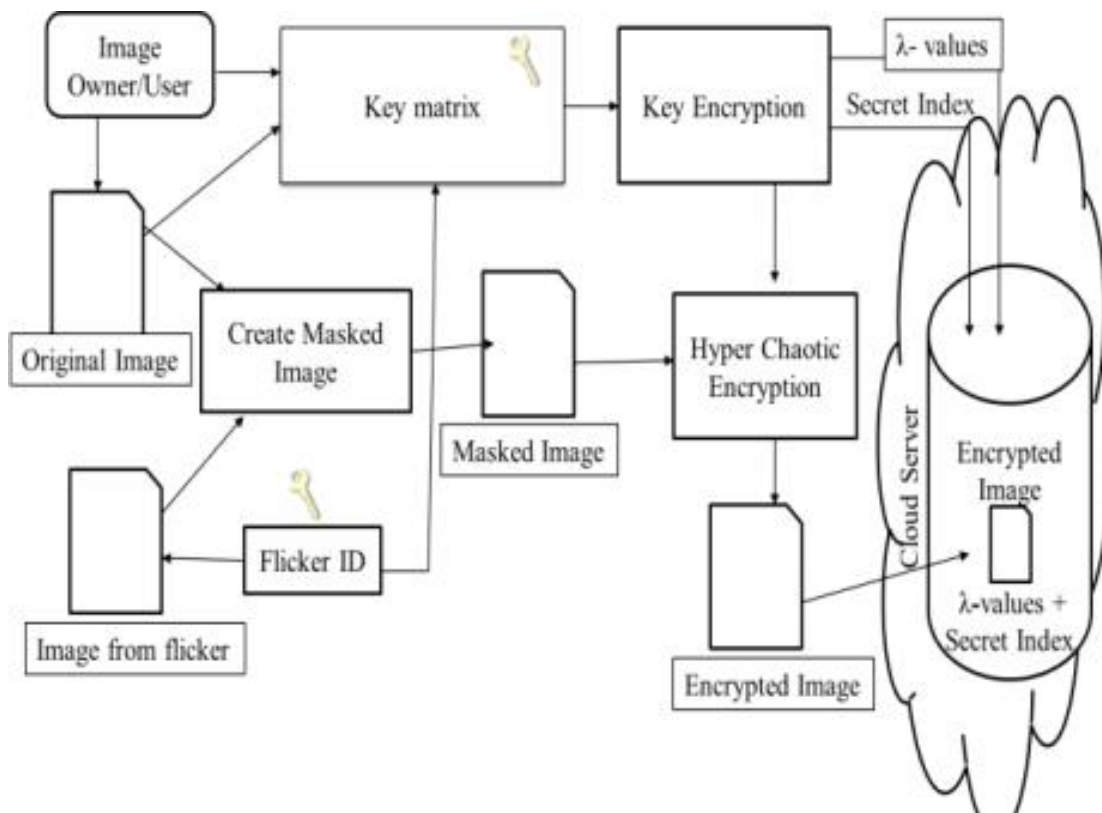 Image
Owner/User
Key matrix
Key Encryption
λ- values
Secret Index
Original Image
Create Masked
Image
Masked Image
Hyper Chaotic
Encryption
Image from flicker
Flicker ID
Encrypted Image
Cloud Server
Encrypted
Image
λ-values +
Secret Index